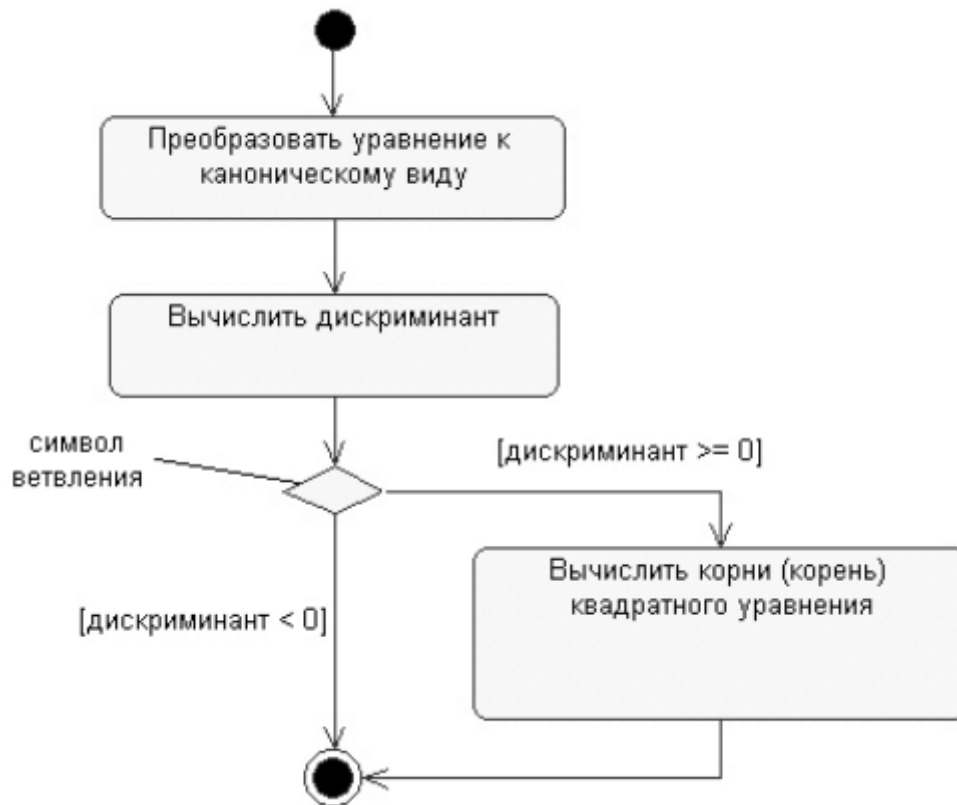 Преобразовать уравнение к
каноническому виду
Вычислить дискриминант
символ
ветвления
[дискриминант >= 0]
Вычислить корни (корень)
квадратного уравнения
[дискриминант < 0]